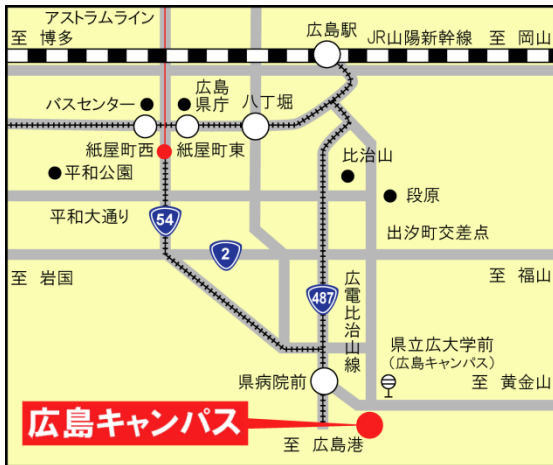 アストラムライン
至 博多
広島駅
JR山陽新幹線
至 岡山
バスセンター
広島
県庁
八丁堀
紙屋町西
紙屋町東
比治山
平和公園
段原
平和大通り
54
出汐町交差点
2
至 岩国
487
広電比治山線
至 福山
県立広大学前
(広島キャンパス)
県病院前
至 黄金山
広島キャンパス
至 広島港